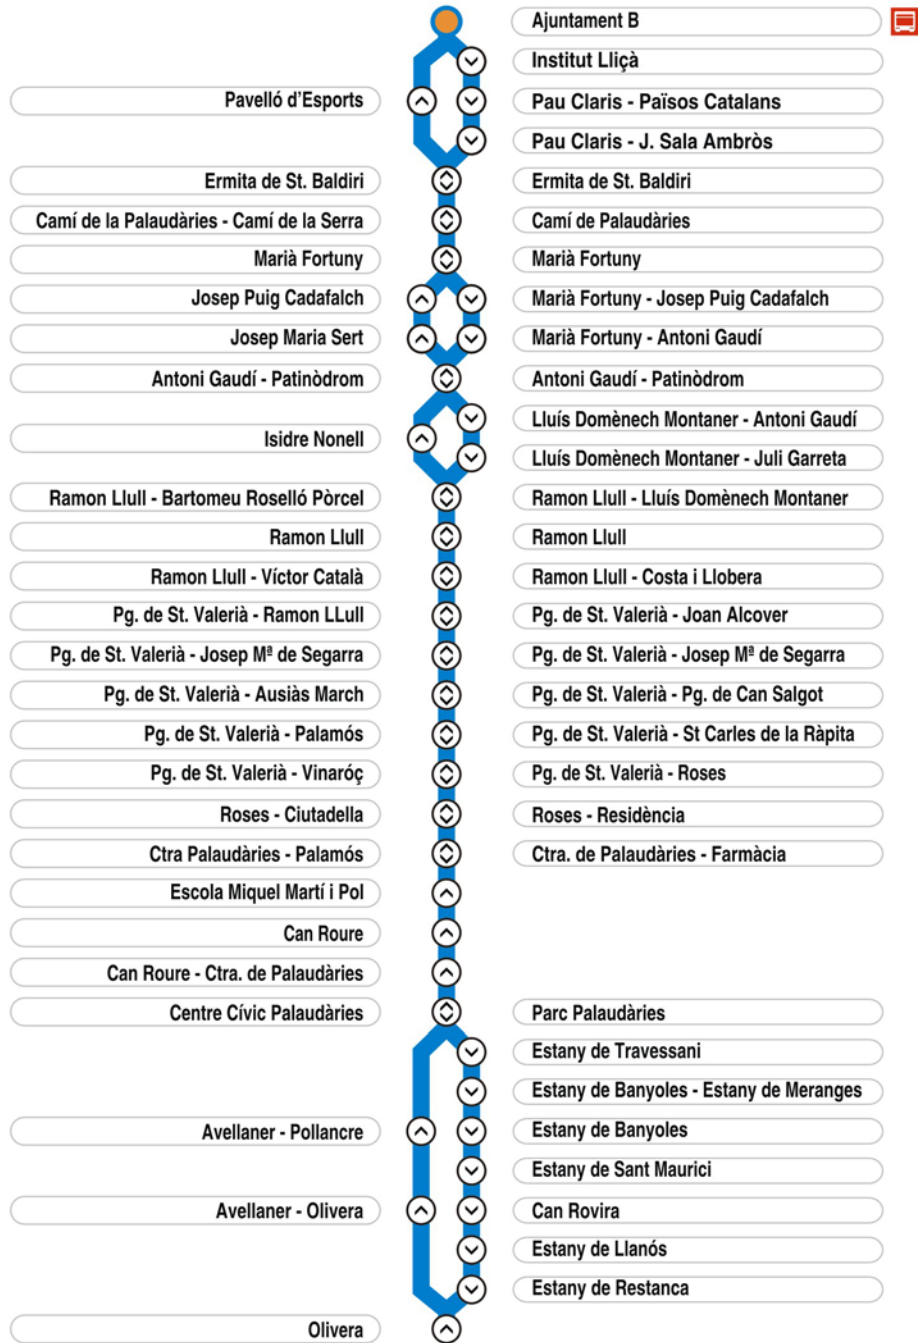 Ajuntament B
Institut Lliçà
Pavelló d'Esports
Pau Claris - Països Catalans
Pau Claris - J. Sala Ambròs
Ermita de St. Baldiri
Ermita de St. Baldiri
Camí de la Palaudàries - Camí de la Serra
Camí de Palaudàries
Marià Fortuny
Marià Fortuny
Josep Puig Cadafalch
Marià Fortuny - Josep Puig Cadafalch
Josep Maria Sert
Marià Fortuny - Antoni Gaudí
Antoni Gaudí - Patinòdrom
Antoni Gaudí - Patinòdrom
Lluís Domènech Montaner - Antoni Gaudí
Isidre Nonell
Lluís Domènech Montaner - Juli Garreta
Ramon Llull - Bartomeu Roselló Pòrcel
Ramon Llull - Lluís Domènech Montaner
Ramon Llull
Ramon Llull
Ramon Llull - Víctor Català
Ramon Llull - Costa i Llobera
Pg. de St. Valerià - Ramon LLull
Pg. de St. Valerià - Joan Alcover
Pg. de St. Valerià - Josep Mª de Segarra
Pg. de St. Valerià - Josep Mª de Segarra
Pg. de St. Valerià - Ausiàs March
Pg. de St. Valerià - Pg. de Can Salgot
Pg. de St. Valerià - Palamós
Pg. de St. Valerià - St Carles de la Ràpita
Pg. de St. Valerià - Vinaróç
Pg. de St. Valerià - Roses
Roses - Ciutadella
Roses - Residència
Ctra Palaudàries - Palamós
Ctra. de Palaudàries - Farmàcia
Escola Miquel Martí i Pol
Can Roure
Can Roure - Ctra. de Palaudàries
Centre Cívic Palaudàries
Parc Palaudàries
Estany de Travessani
Estany de Banyoles - Estany de Meranges
Avellaner - Pollancre
Estany de Banyoles
Estany de Sant Maurici
Avellaner - Olivera
Can Rovira
Estany de Llanós
Estany de Restanca
Olivera